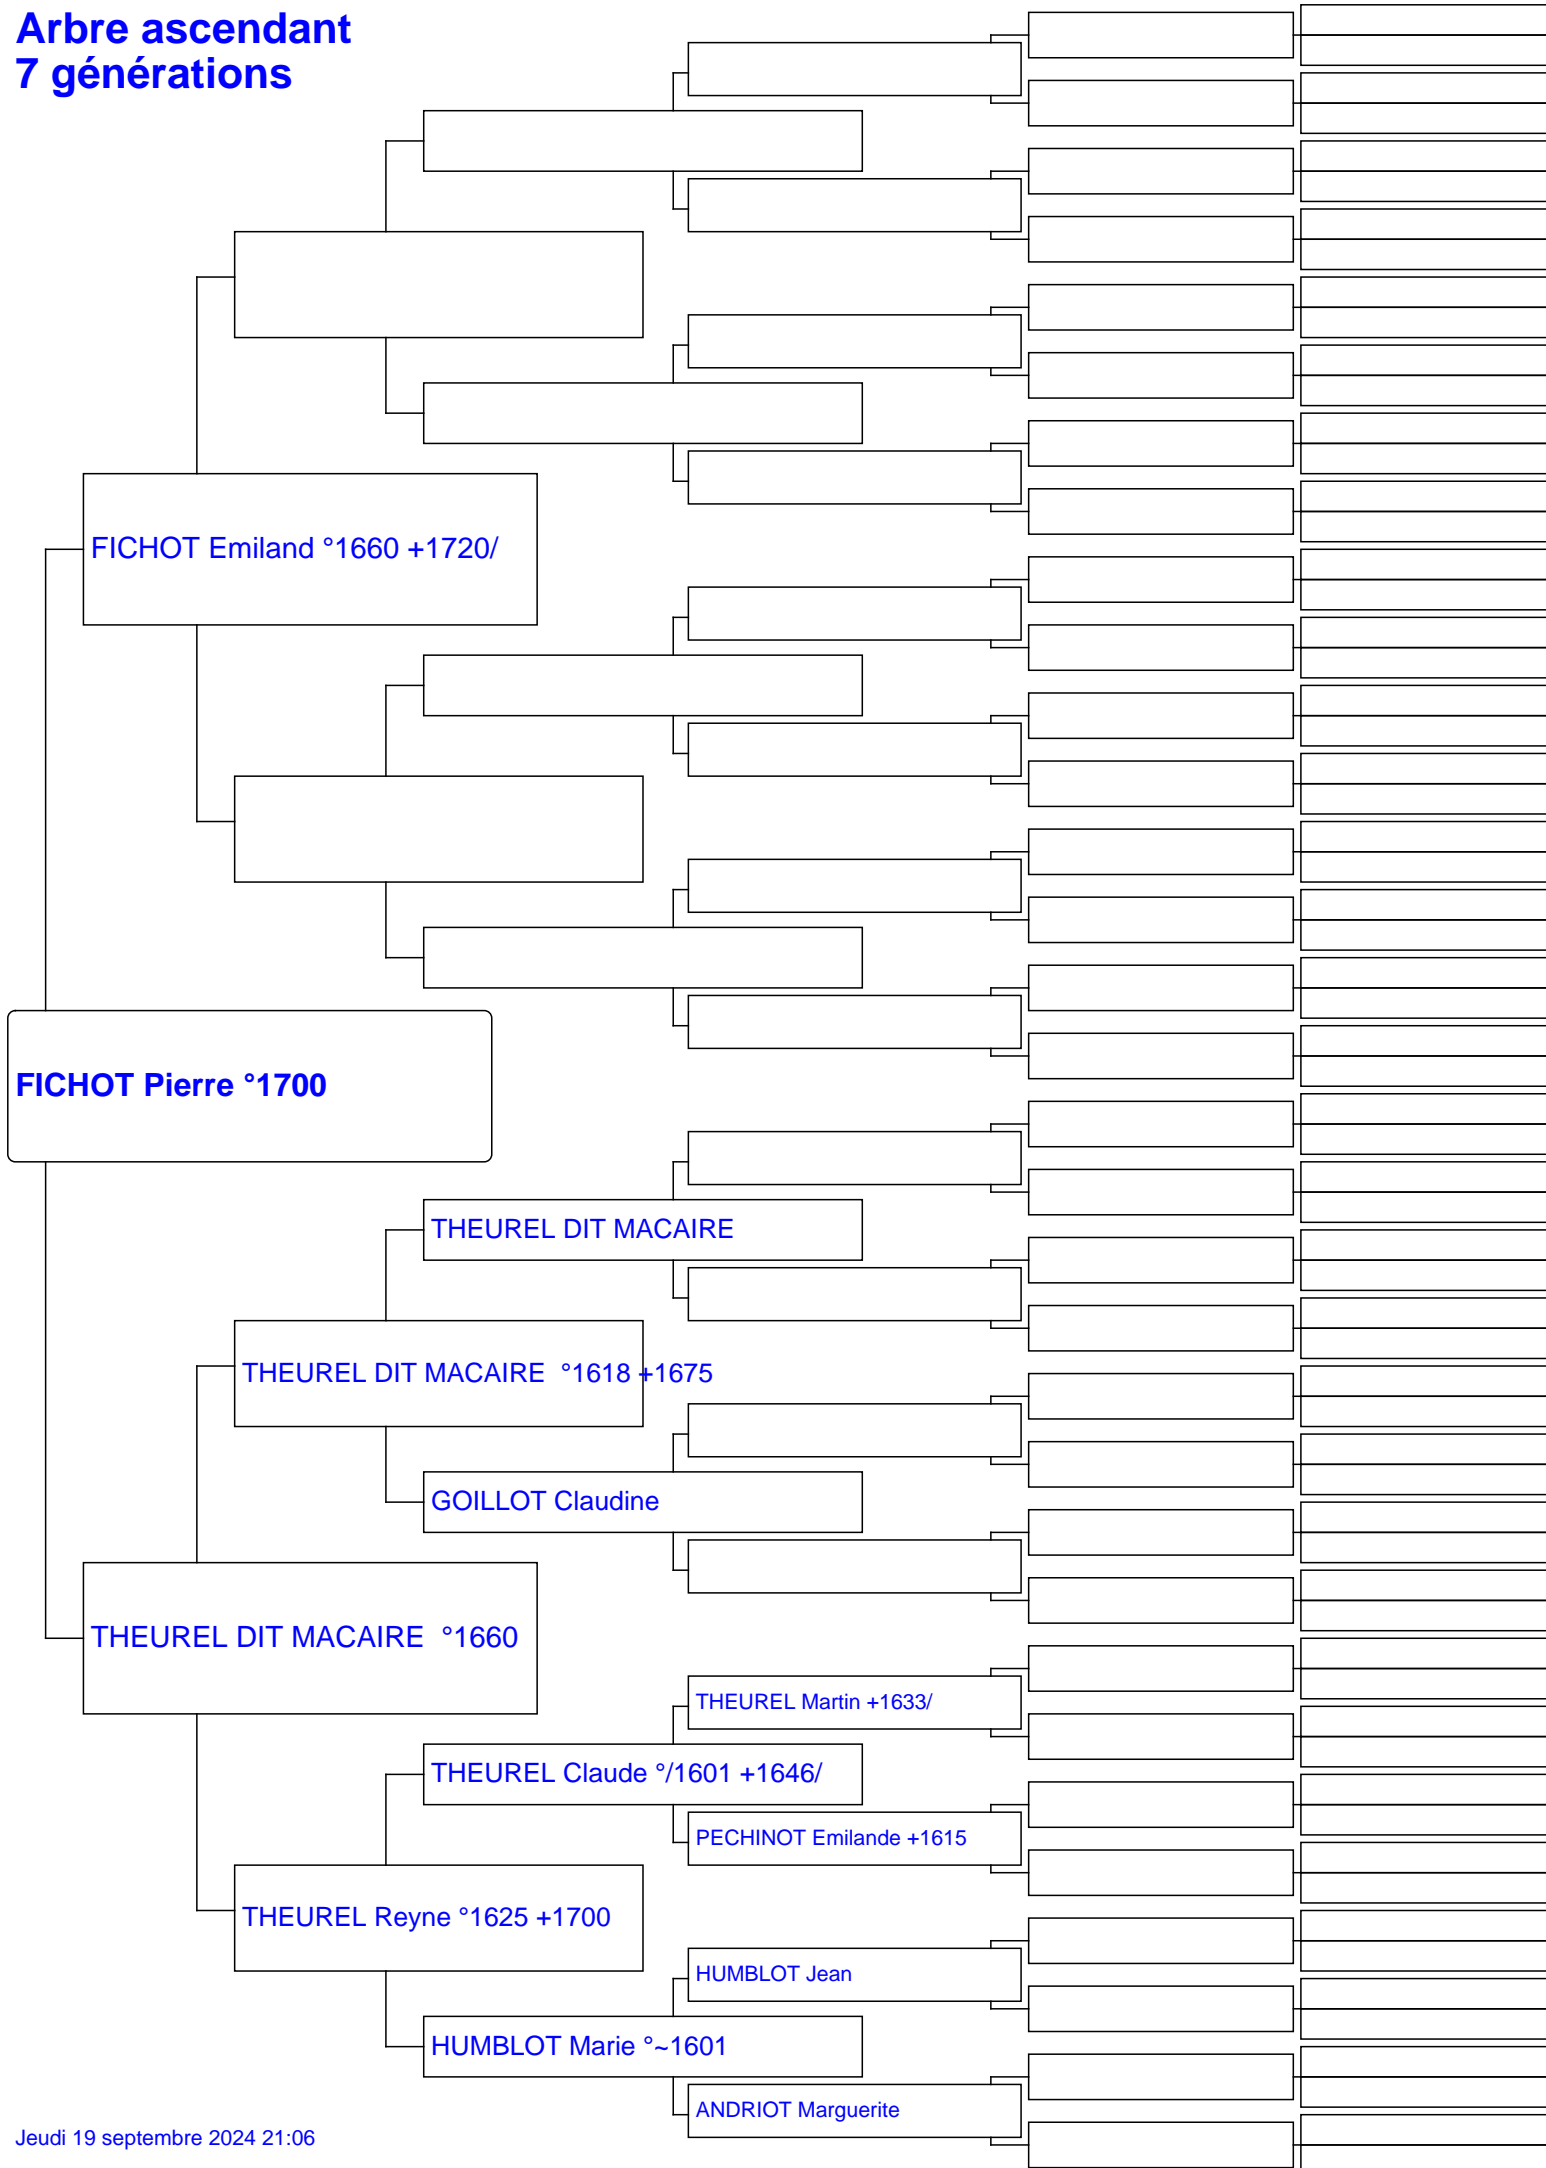 Arbre ascendant
7 générations
FICHOT Emiland °1660 +1720/
FICHOT Pierre °1700
THEUREL DIT MACAIRE
THEUREL DIT MACAIRE  °1618 +1675
GOILLOT Claudine
THEUREL DIT MACAIRE  °1660
THEUREL Martin +1633/
THEUREL Claude °/1601 +1646/
PECHINOT Emilande +1615
THEUREL Reyne °1625 +1700
HUMBLOT Jean
HUMBLOT Marie °~1601
ANDRIOT Marguerite
Jeudi 19 septembre 2024 21:06